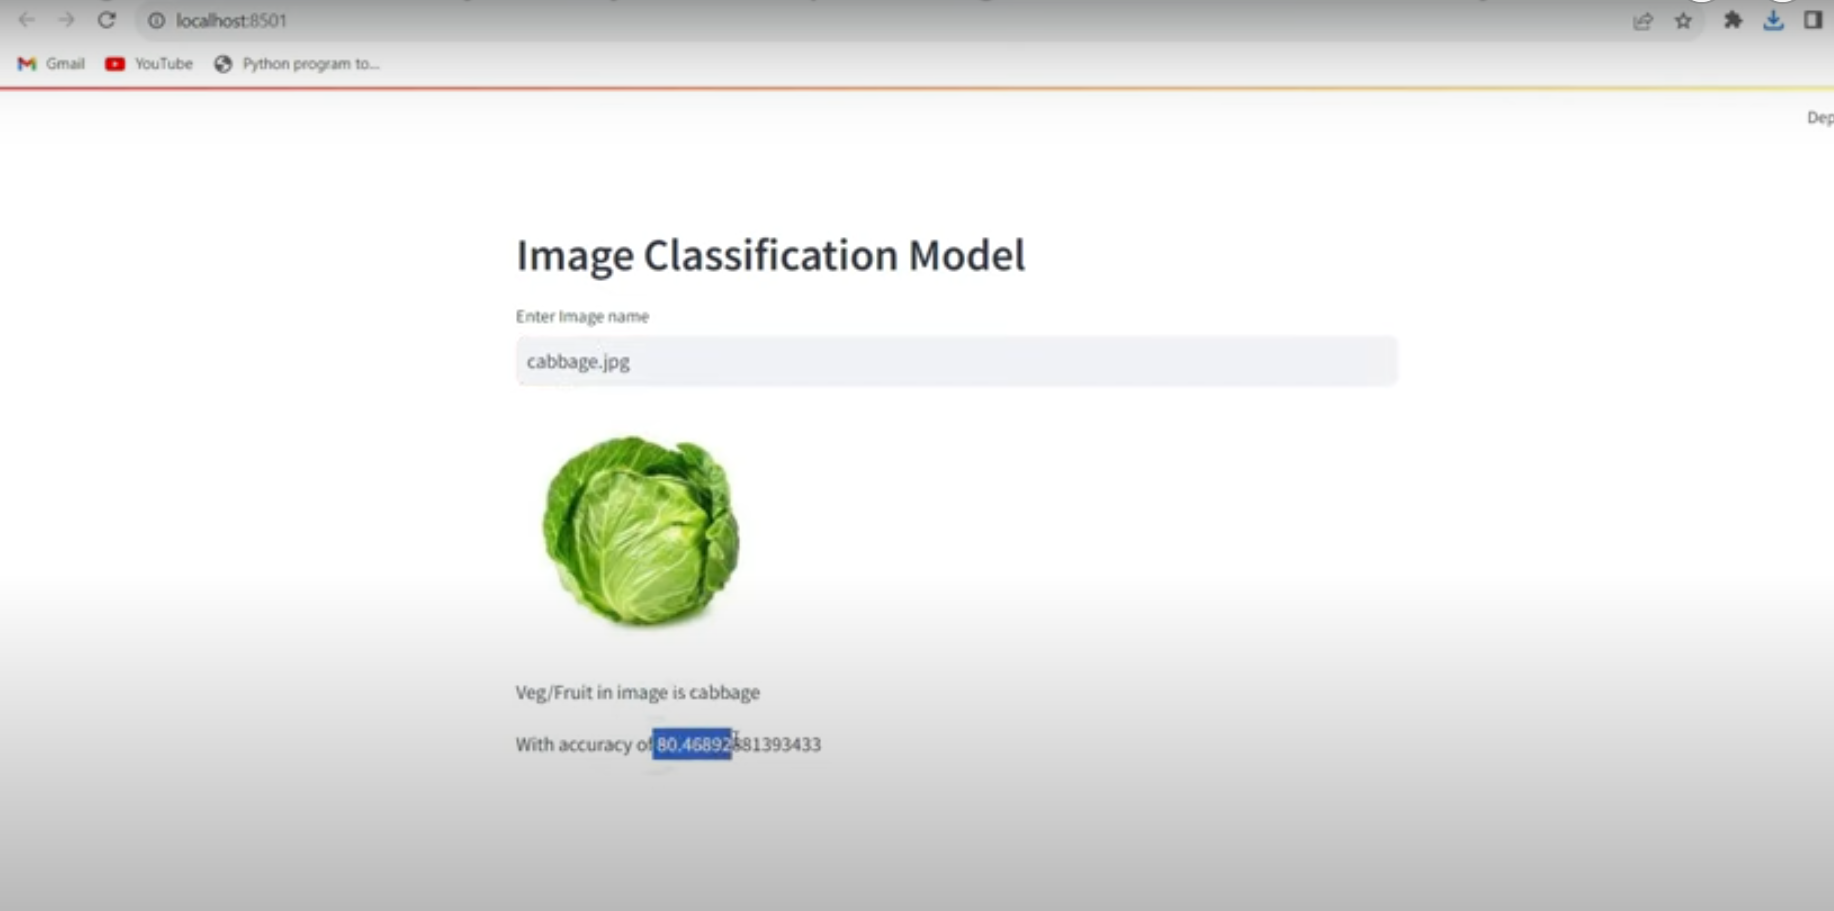 localhost:8501
Gmail YouTube Python program to...
Dep
Image Classification Model
Enter Image name
cabbage.jpg
Veg/Fruit in image is cabbage
With accuracy of 80.46892881393433